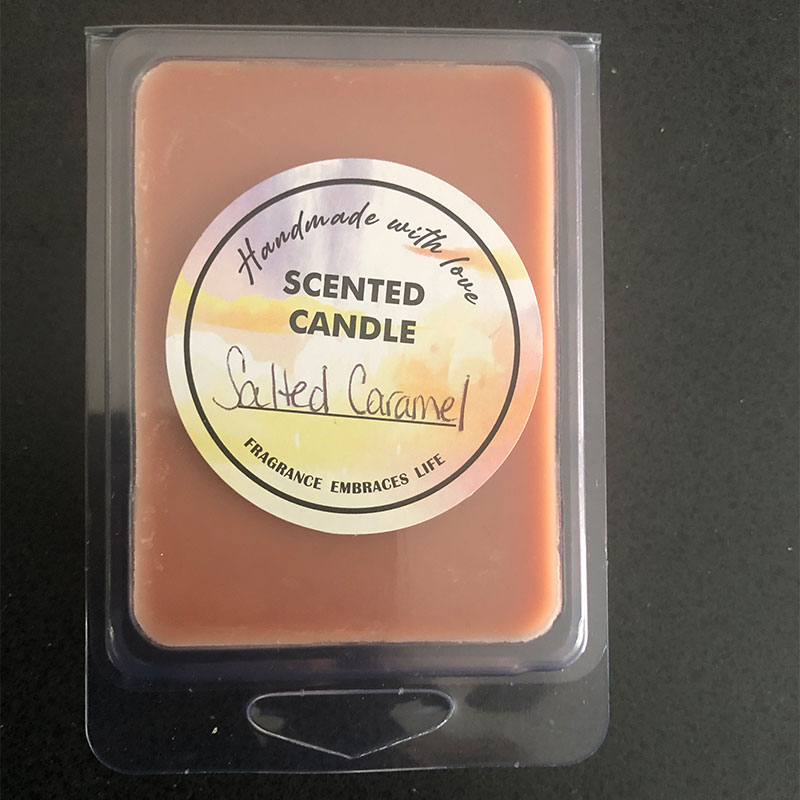 Handmade with love
SCENTED
CANDLE
Salted Caramel
FRAGRANCE EMBRACES LIFE